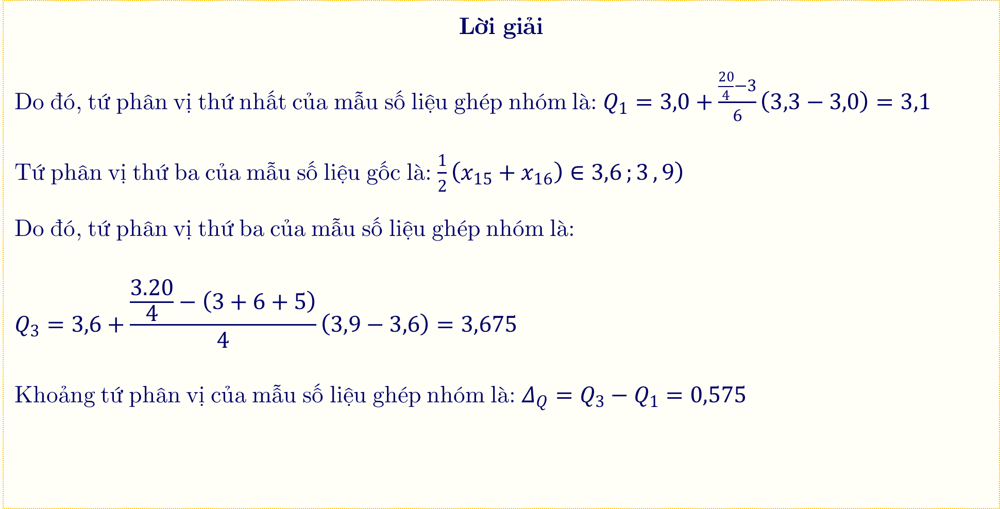 Lời giải
Do đó, tứ phân vị thứ nhất của mẫu số liệu ghép nhóm là: $Q_1 = 3,0 + \frac{\frac{20}{4}-3}{6}(3,3 - 3,0) = 3,1$
Tứ phân vị thứ ba của mẫu số liệu gốc là: $\frac{1}{2}(x_{15} + x_{16}) \in 3,6 ; 3 , 9)$
Do đó, tứ phân vị thứ ba của mẫu số liệu ghép nhóm là:
$Q_3 = 3,6 + \frac{\frac{3.20}{4} - (3 + 6 + 5)}{4}(3,9 - 3,6) = 3,675$
Khoảng tứ phân vị của mẫu số liệu ghép nhóm là: $\Delta_Q = Q_3 - Q_1 = 0,575$